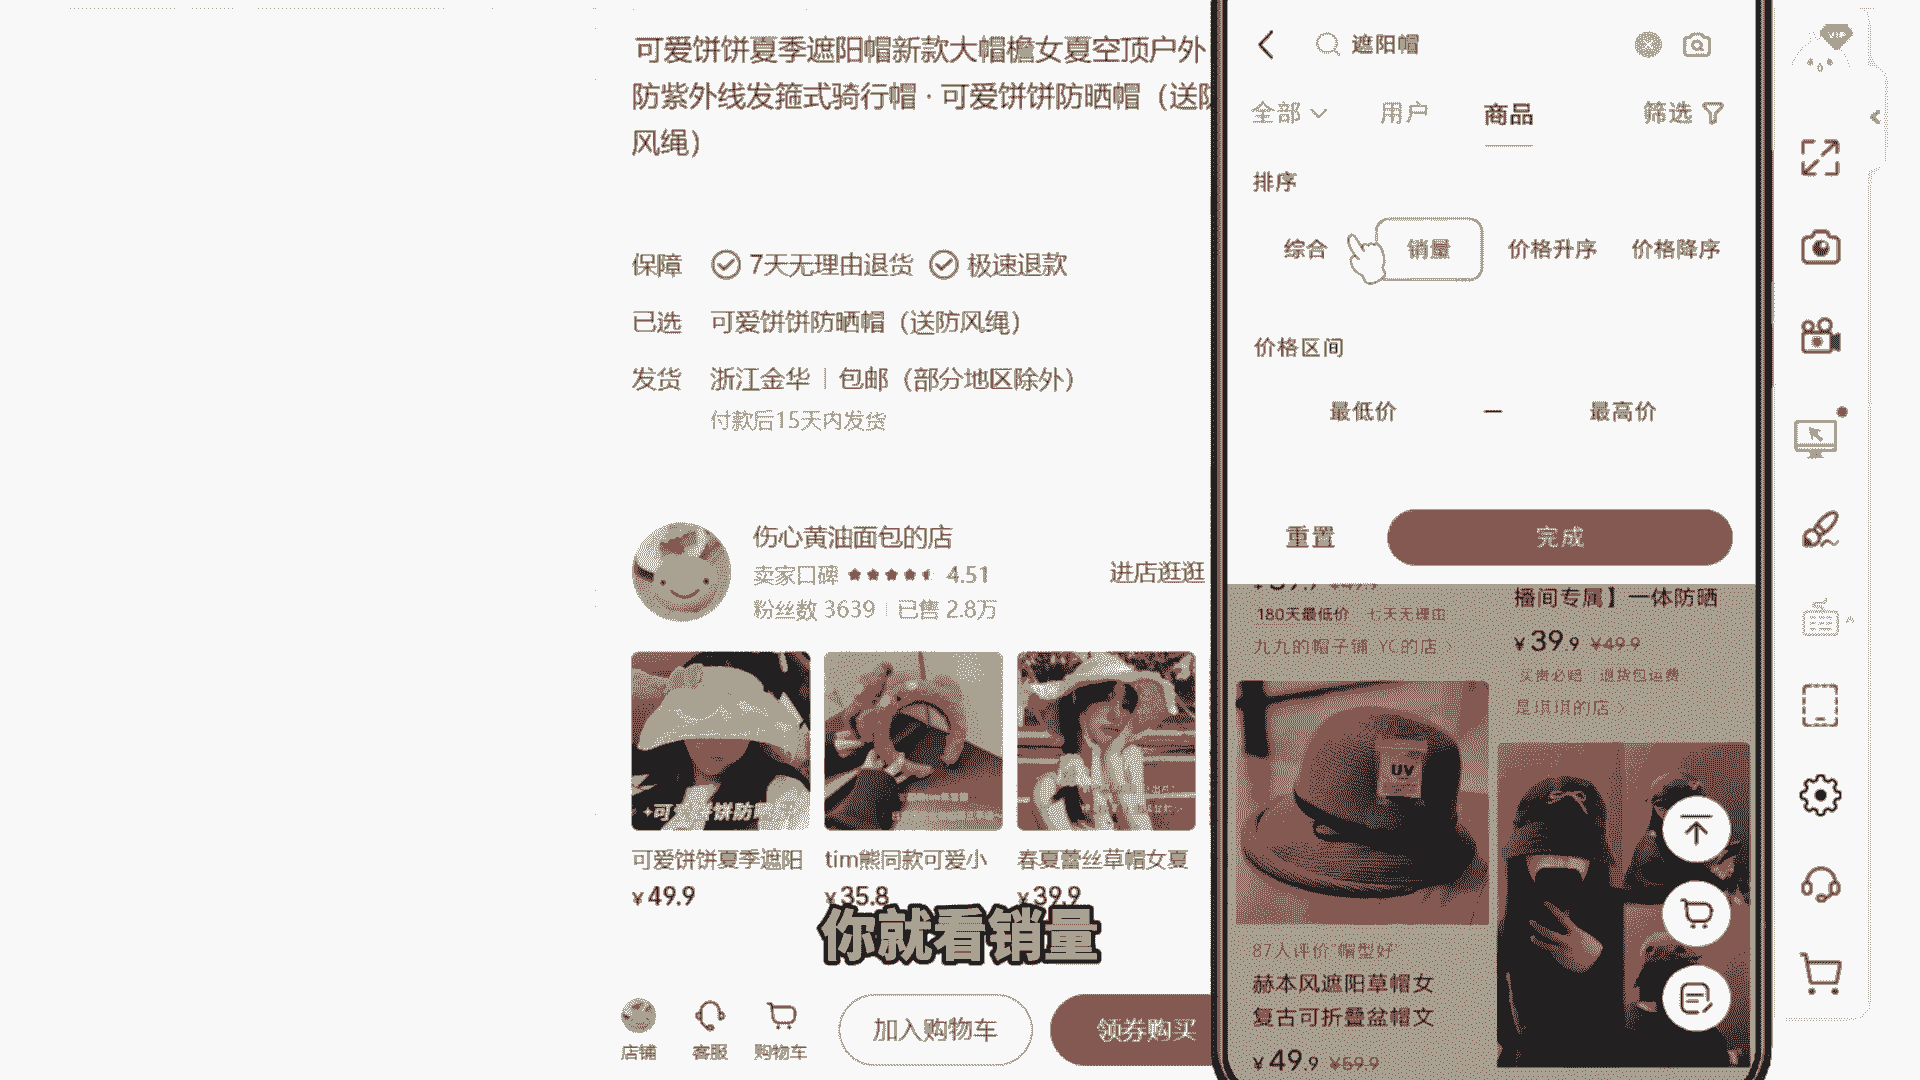 可爱饼饼夏季遮阳帽新款大帽檐女夏空顶户外
防紫外线发箍式骑行帽·可爱饼饼防晒帽（送防
风绳）
保障 7天无理由退货 极速退款
已选 可爱饼饼防晒帽（送防风绳）
发货 浙江金华 | 包邮（部分地区除外）
付款后15天内发货
伤心黄油面包的店
卖家口碑 4.51
粉丝数 3639 | 已售 2.8万
进店逛逛
可爱饼饼夏季遮阳
¥49.9
tim熊同款可爱小
¥35.8
春夏蕾丝草帽女夏
¥39.9
你就看销量
店铺
客服
购物车
加入购物车
领券购买
遮阳帽
全部
用户
商品
筛选
排序
综合
销量
价格升序
价格降序
价格区间
最低价 — 最高价
重置
完成
180天最低价 七天无理由
九九的帽子铺 YC的店
播间专属】一体防晒
¥39.9 ¥49.9
买贵必赔 | 退货包运费
是琪琪的店
UV
87人评价"帽型好"
赫本风遮阳草帽女
复古可折叠盆帽文
¥49.9 ¥59.9
VIP